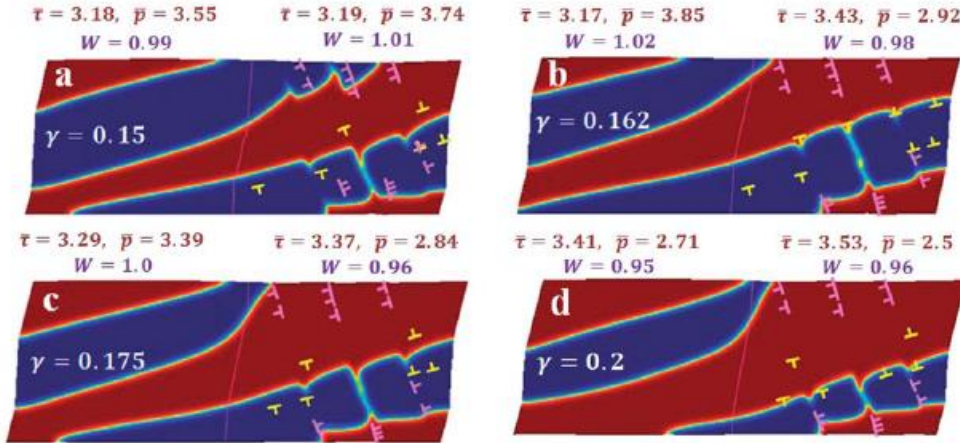 τ̄ = 3.18, p̄ = 3.55 τ̄ = 3.19, p̄ = 3.74
W = 0.99 W = 1.01
a
γ = 0.15
τ̄ = 3.17, p̄ = 3.85 τ̄ = 3.43, p̄ = 2.92
W = 1.02 W = 0.98
b
γ = 0.162
τ̄ = 3.29, p̄ = 3.39 τ̄ = 3.37, p̄ = 2.84
W = 1.0 W = 0.96
c
γ = 0.175
τ̄ = 3.41, p̄ = 2.71 τ̄ = 3.53, p̄ = 2.5
W = 0.95 W = 0.96
d
γ = 0.2